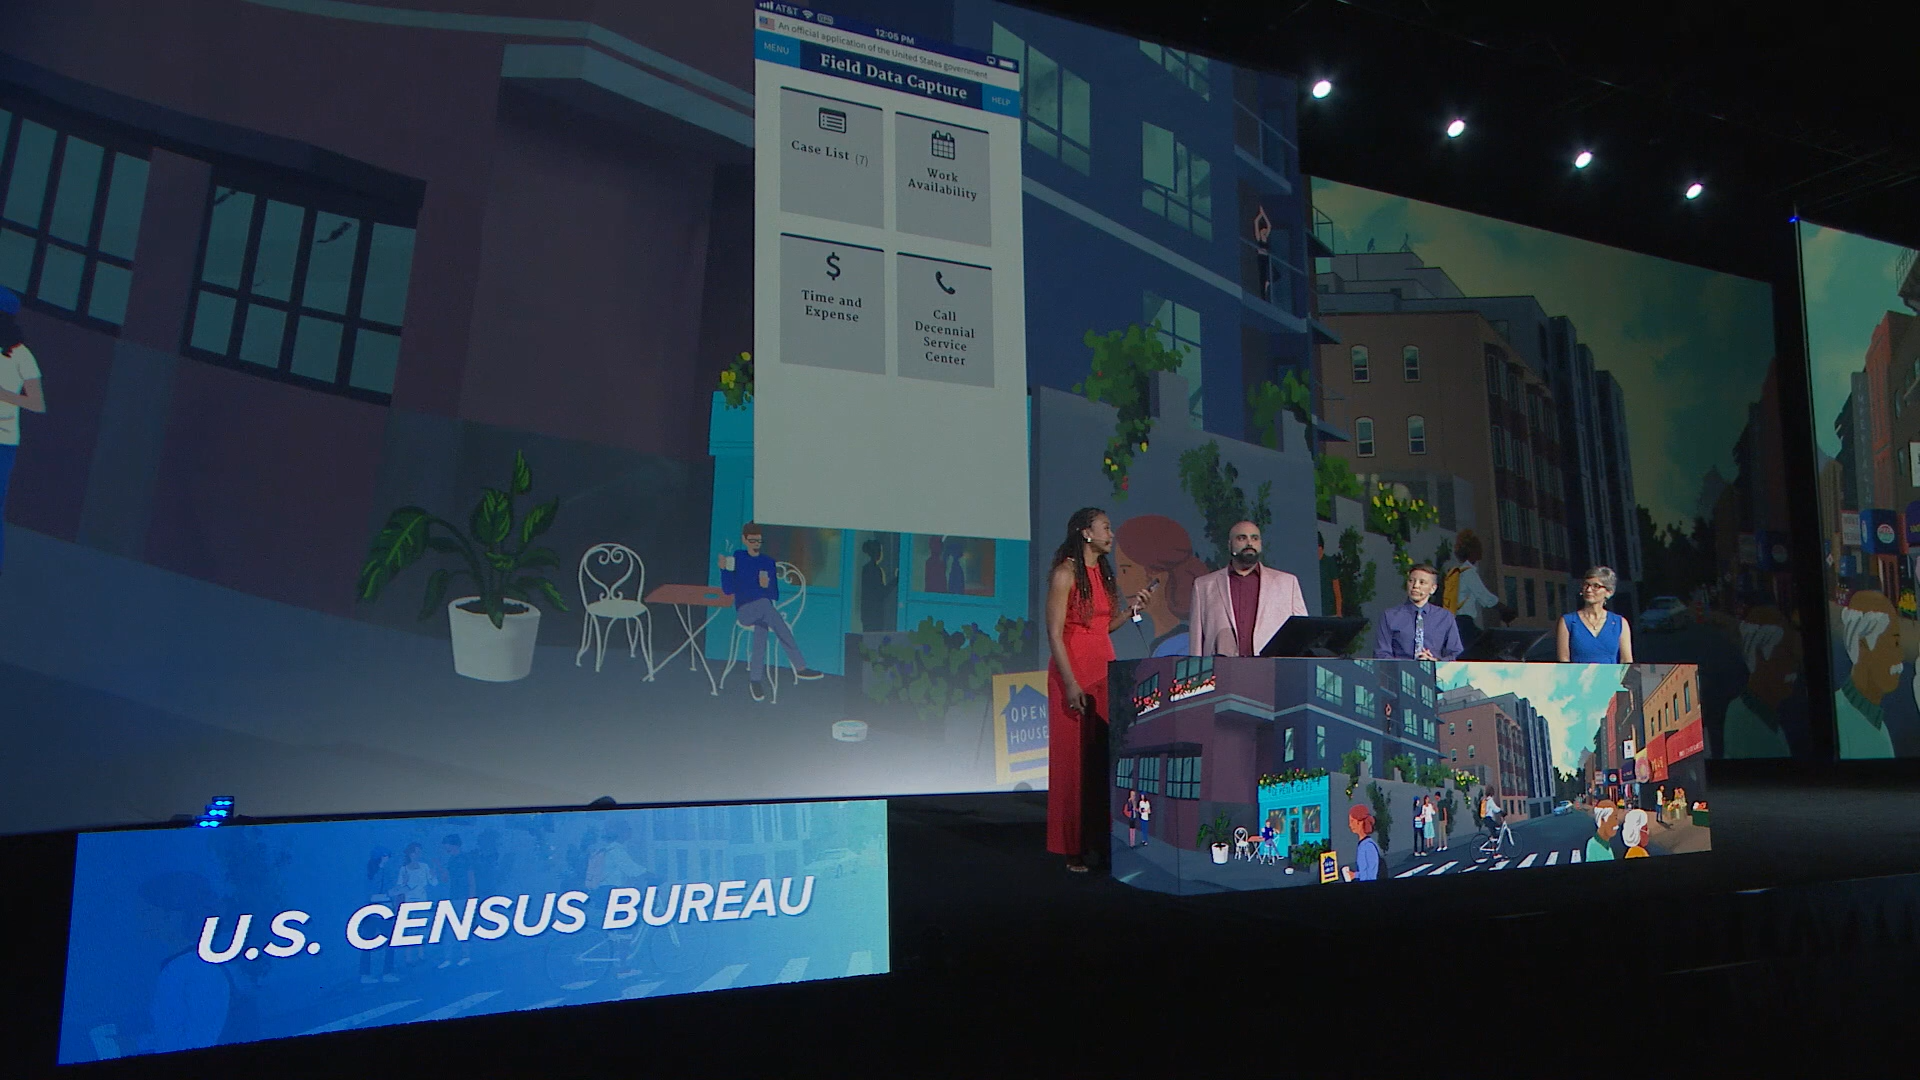 AT&T
12:05 PM
An official application of the United States government
MENU
Field Data Capture
HELP
Case List (7)
Work
Availability
Time and
Expense
Call
Decennial
Service
Center
OPEN
HOUSE
U.S. CENSUS BUREAU